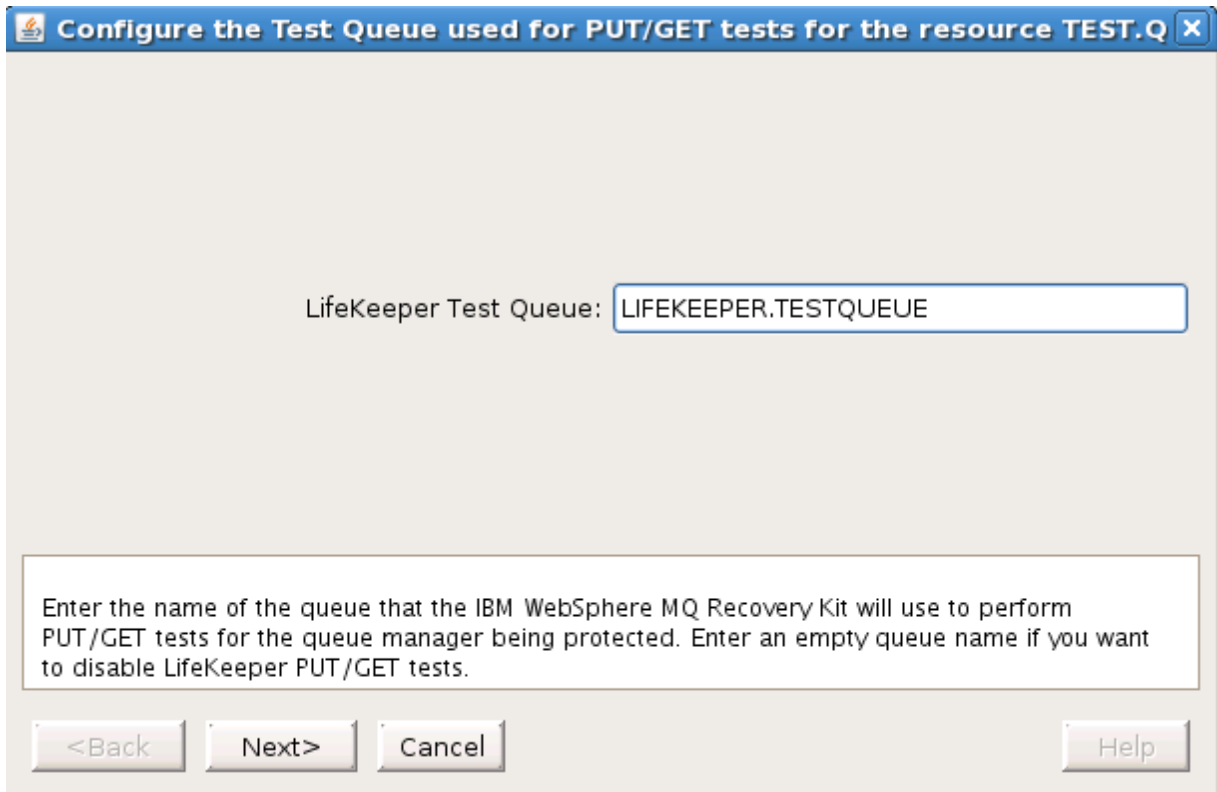 Configure the Test Queue used for PUT/GET tests for the resource TEST.Q
LifeKeeper Test Queue: LIFEKEEPER.TESTQUEUE
Enter the name of the queue that the IBM WebSphere MQ Recovery Kit will use to perform
PUT/GET tests for the queue manager being protected. Enter an empty queue name if you want
to disable LifeKeeper PUT/GET tests.
<Back Next> Cancel Help